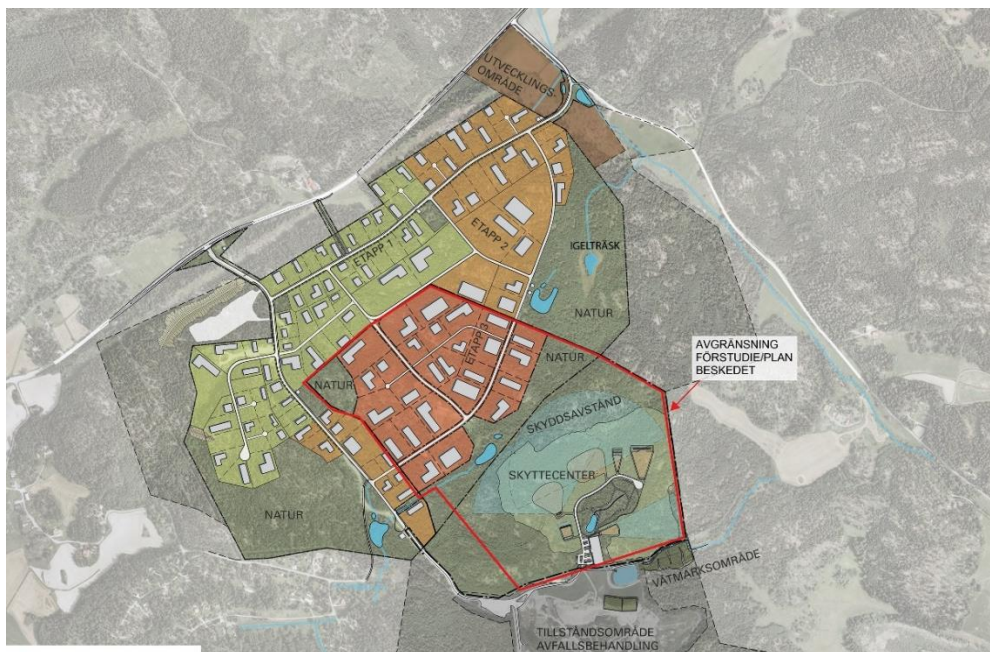 UTVECKLINGS-
OMRÅDE
ETAPP 1
ETAPP 2
IGELTRÄSK
NATUR
ETAPP 3
NATUR
NATUR
AVGRÄNSNING
FÖRSTUDIE/PLAN
BESKEDET
SKYDDSAVSTÅND
SKYTTECENTER
NATUR
VÅTMARKSOMRÅDE
TILLSTÅNDSOMRÅDE
AVFALLSBEHANDLING